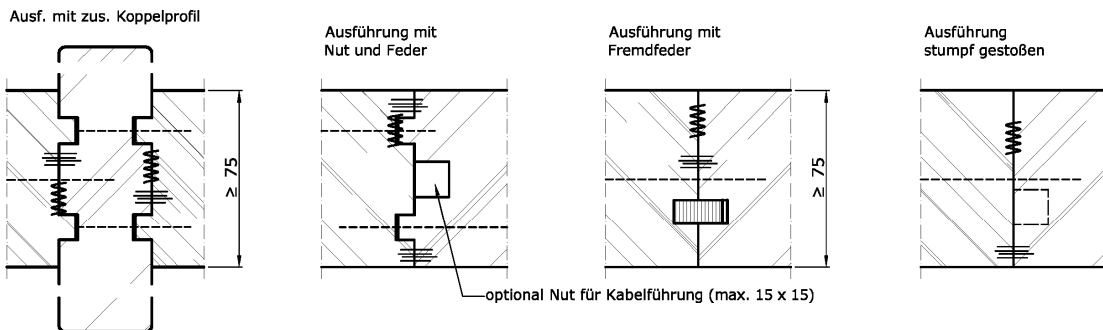 Ausf. mit zus. Koppelprofil
Ausführung mit
Nut und Feder
Ausführung mit
Fremdfeder
Ausführung
stumpf gestoßen
≥ 75
≥ 75
optional Nut für Kabelführung (max. 15 x 15)